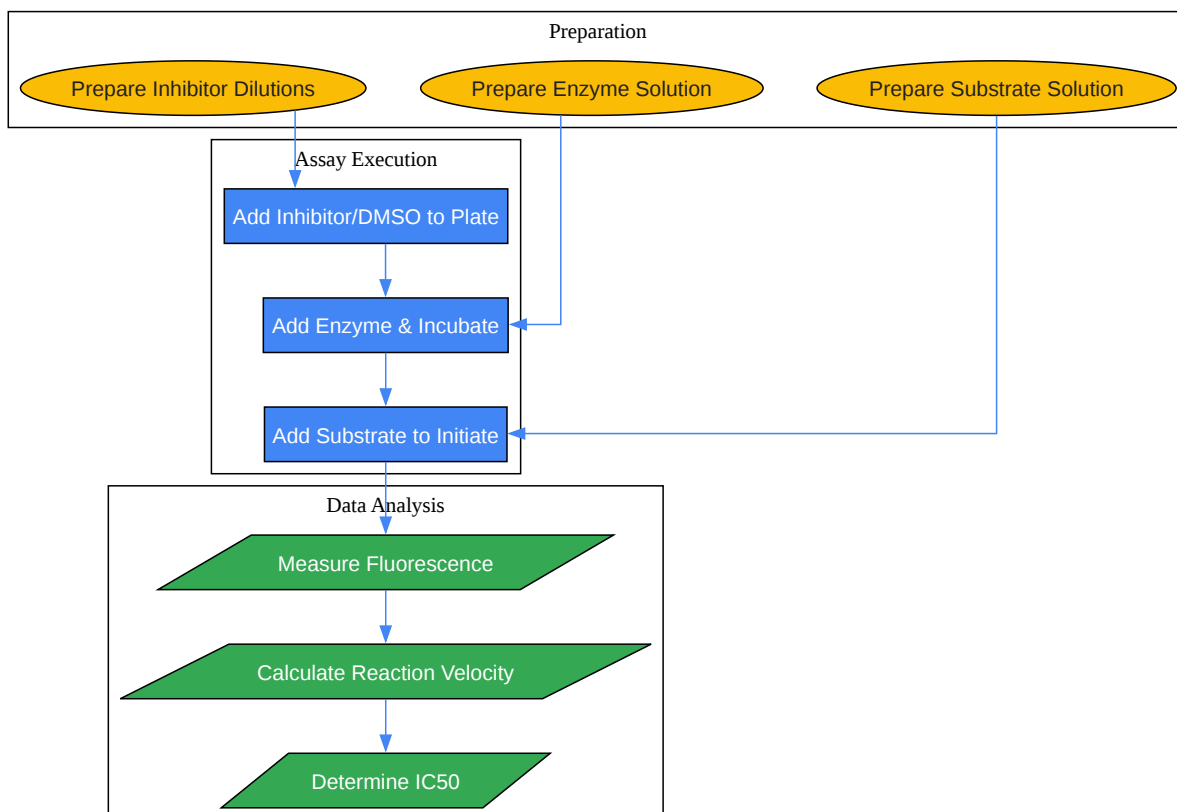 Preparation
Prepare Inhibitor Dilutions
Prepare Enzyme Solution
Prepare Substrate Solution
Assay Execution
Add Inhibitor/DMSO to Plate
Add Enzyme & Incubate
Add Substrate to Initiate
Data Analysis
Measure Fluorescence
Calculate Reaction Velocity
Determine IC50